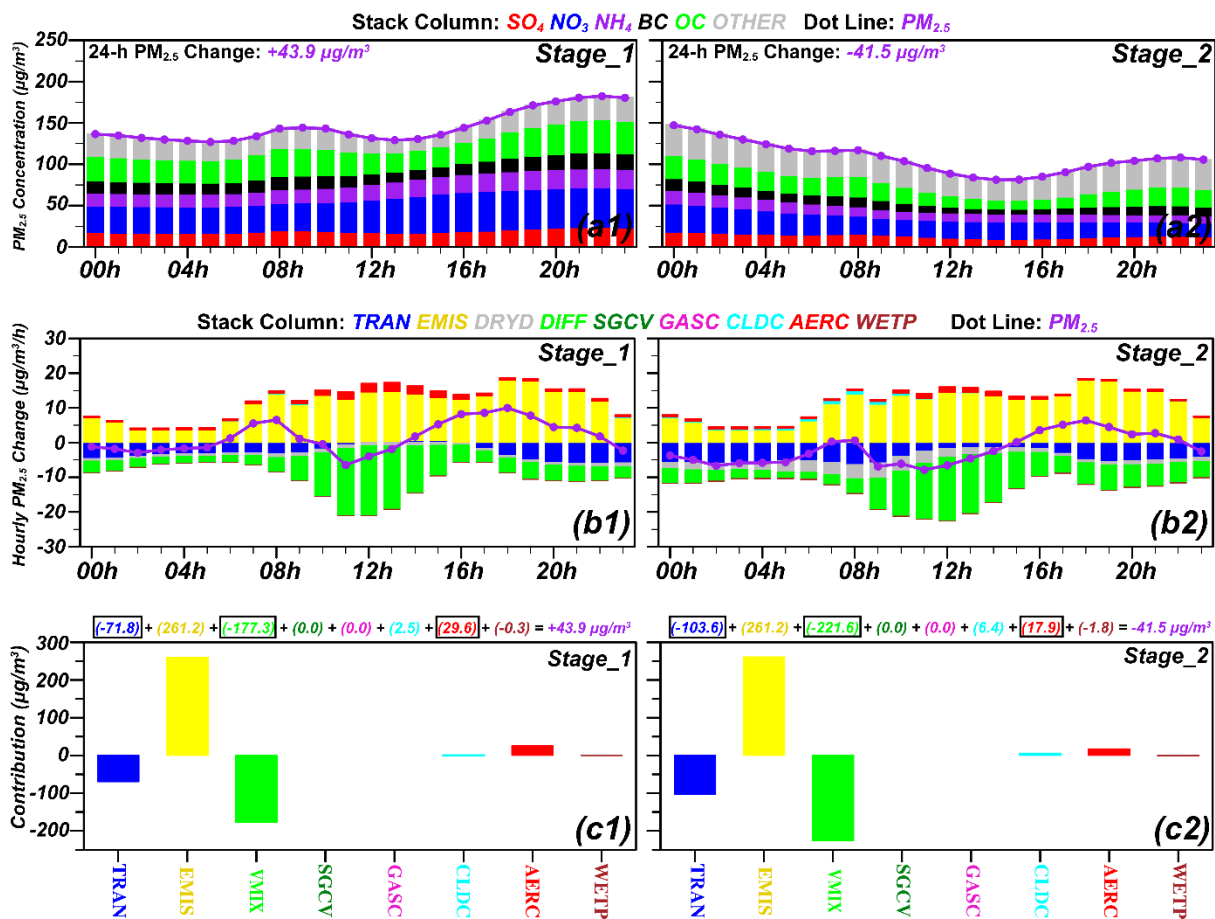 Stack Column: SO₄ NO₃ NH₄ BC OC OTHER Dot Line: PM₂.₅
PM₂.₅ Concentration (μg/m³)
250
200
150
100
50
0
24-h PM₂.₅ Change: +43.9 μg/m³
Stage_1
(a1)
00h 04h 08h 12h 16h 20h
24-h PM₂.₅ Change: -41.5 μg/m³
Stage_2
(a2)
00h 04h 08h 12h 16h 20h
Stack Column: TRAN EMIS DRYD DIFF SGCV GASC CLDC AERC WETP Dot Line: PM₂.₅
Hourly PM₂.₅ Change (μg/m³/h)
30
20
10
0
-10
-20
-30
Stage_1
(b1)
00h 04h 08h 12h 16h 20h
Stage_2
(b2)
00h 04h 08h 12h 16h 20h
(-71.8) + (261.2) + (-177.3) + (0.0) + (0.0) + (2.5) + (29.6) + (-0.3) = +43.9 μg/m³
(-103.6) + (261.2) + (-221.6) + (0.0) + (0.0) + (6.4) + (17.9) + (-1.8) = -41.5 μg/m³
Contribution (μg/m³)
300
200
100
0
-100
-200
Stage_1
(c1)
TRAN EMIS VMIX SGCV GASC CLDC AERC WETP
Stage_2
(c2)
TRAN EMIS VMIX SGCV GASC CLDC AERC WETP